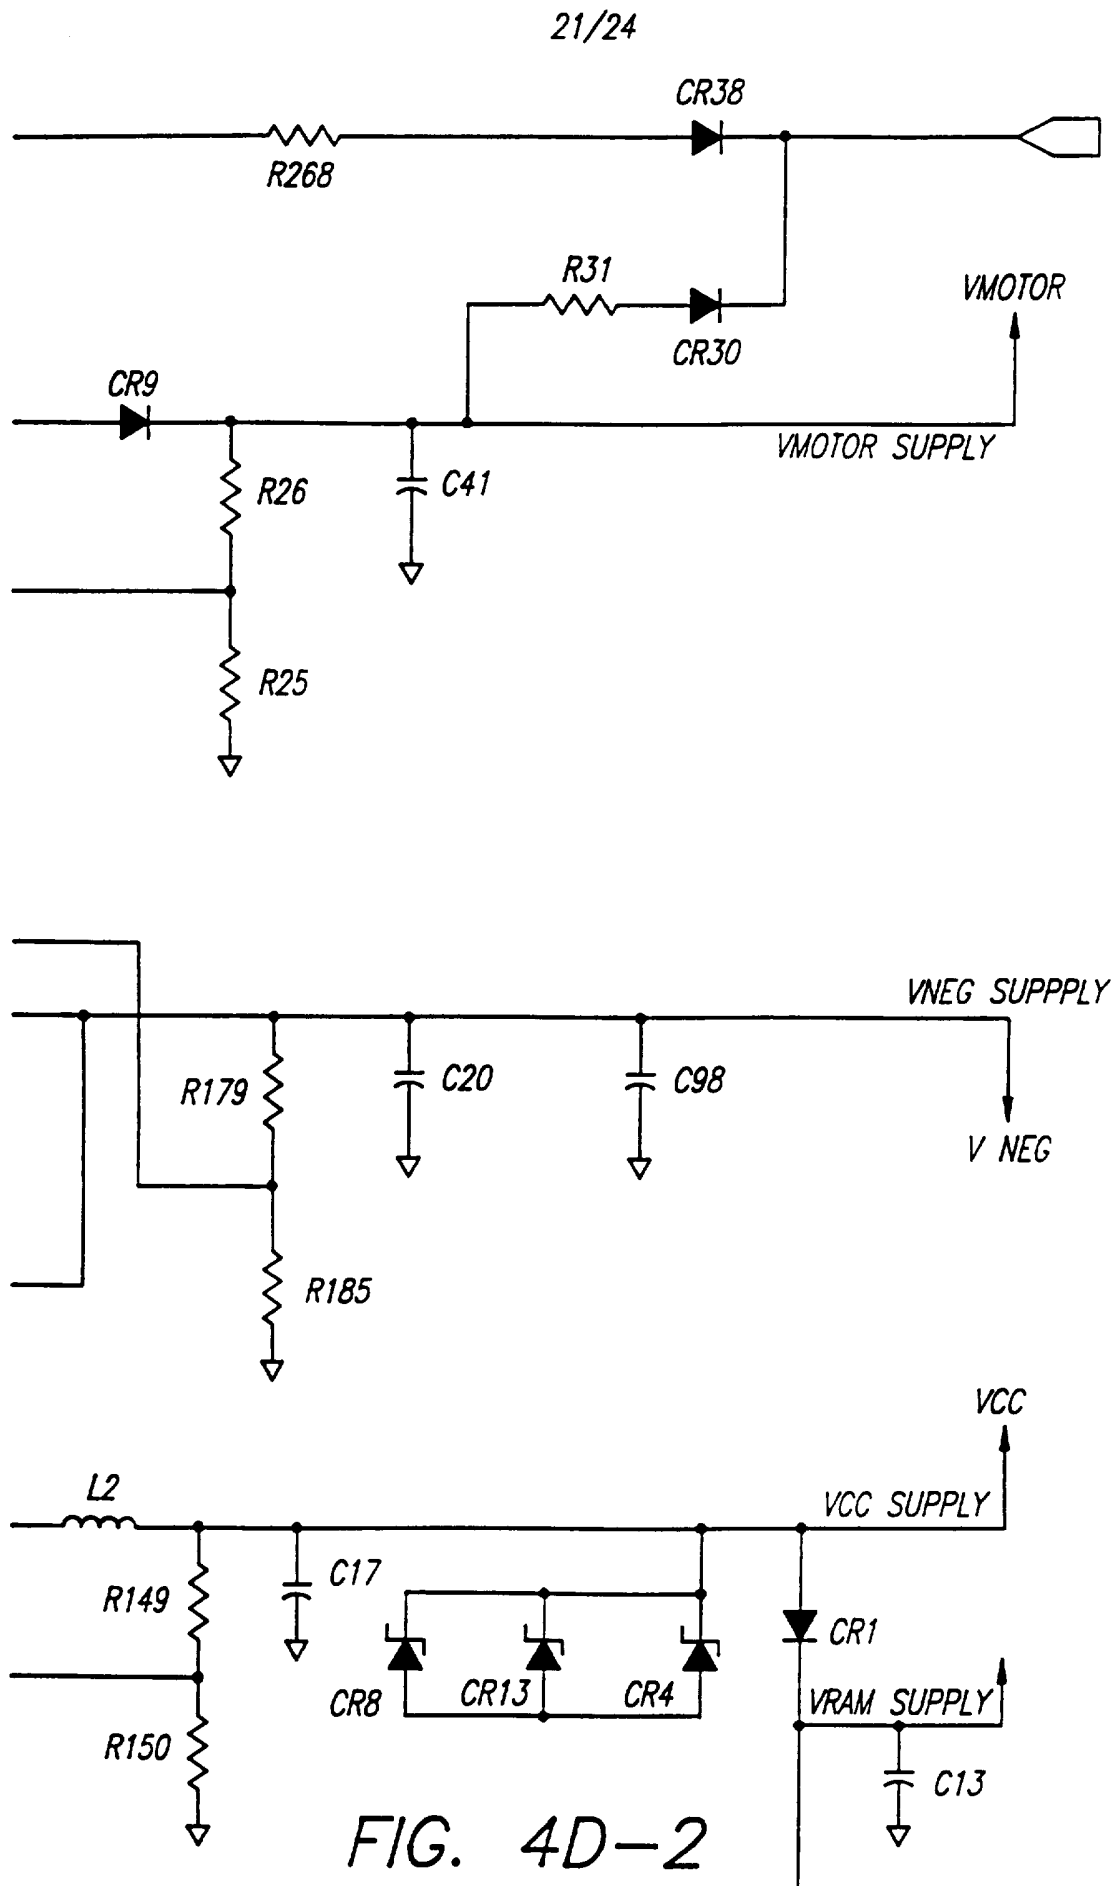 21/24
CR38
R268
R31
VMOTOR
CR30
CR9
VMOTOR SUPPLY
R26
C41
R25
VNEG SUPPPLY
R179
C20
C98
V NEG
R185
VCC
L2
VCC SUPPLY
C17
R149
CR1
CR8
CR13
CR4
VRAM SUPPLY
R150
C13
FIG. 4D-2